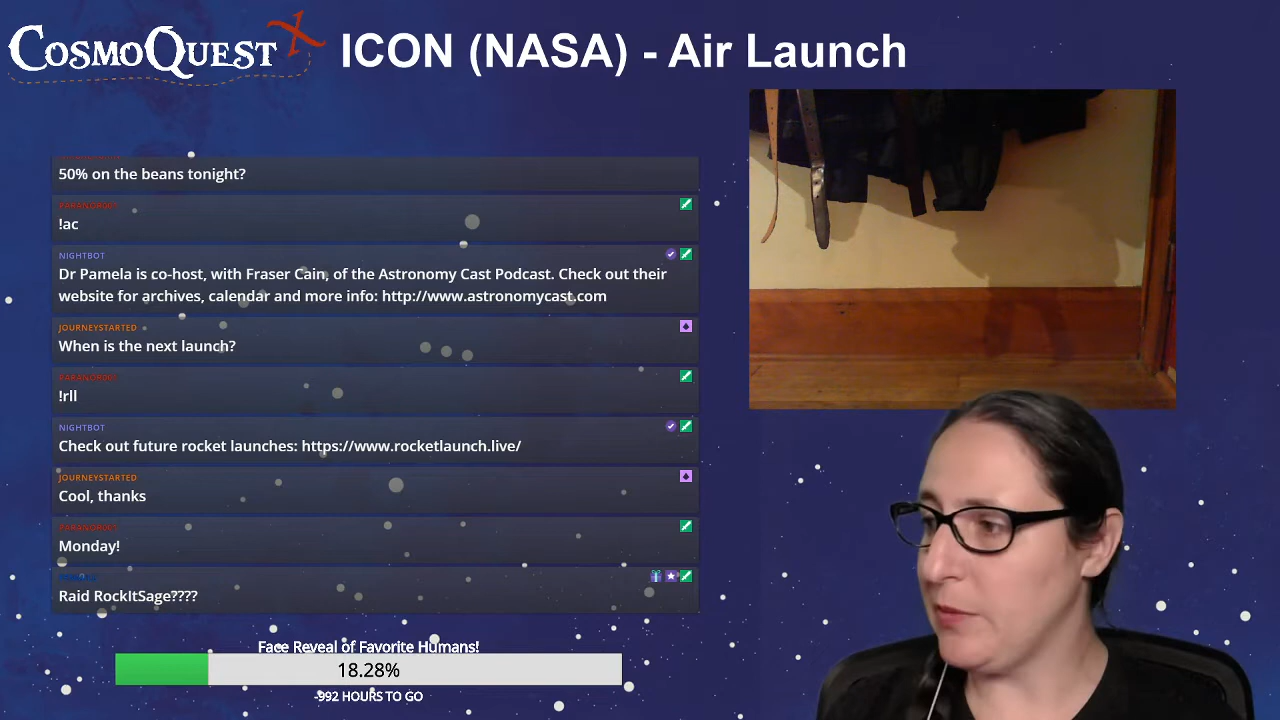 CosmoQuest X
ICON (NASA) - Air Launch
50% on the beans tonight?
!ac
NIGHTBOT
Dr Pamela is co-host, with Fraser Cain, of the Astronomy Cast Podcast. Check out their
website for archives, calendar and more info: http://www.astronomycast.com
JOURNEYSTARTED
When is the next launch?
!rll
NIGHTBOT
Check out future rocket launches: https://www.rocketlaunch.live/
JOURNEYSTARTED
Cool, thanks
Monday!
Raid RockItSage????
Face Reveal of Favorite Humans!
18.28%
-992 HOURS TO GO